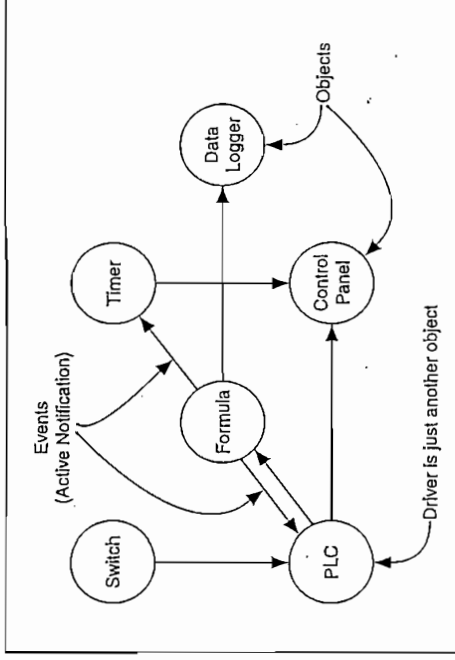 Events
(Active Notification)
Switch
Timer
Formula
Data
Logger
PLC
Control
Panel
Objects
Driver is just another object